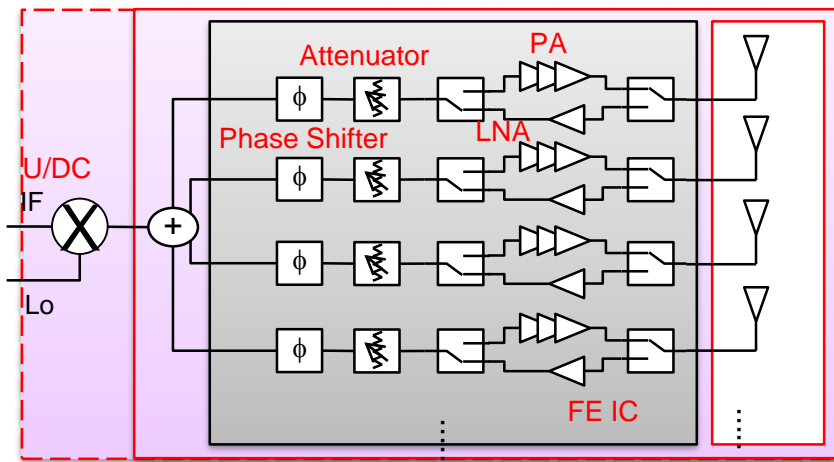 PA
Attenuator
ϕ
LNA
Phase Shifter
U/DC
ϕ
IF
+
ϕ
Lo
ϕ
FE IC